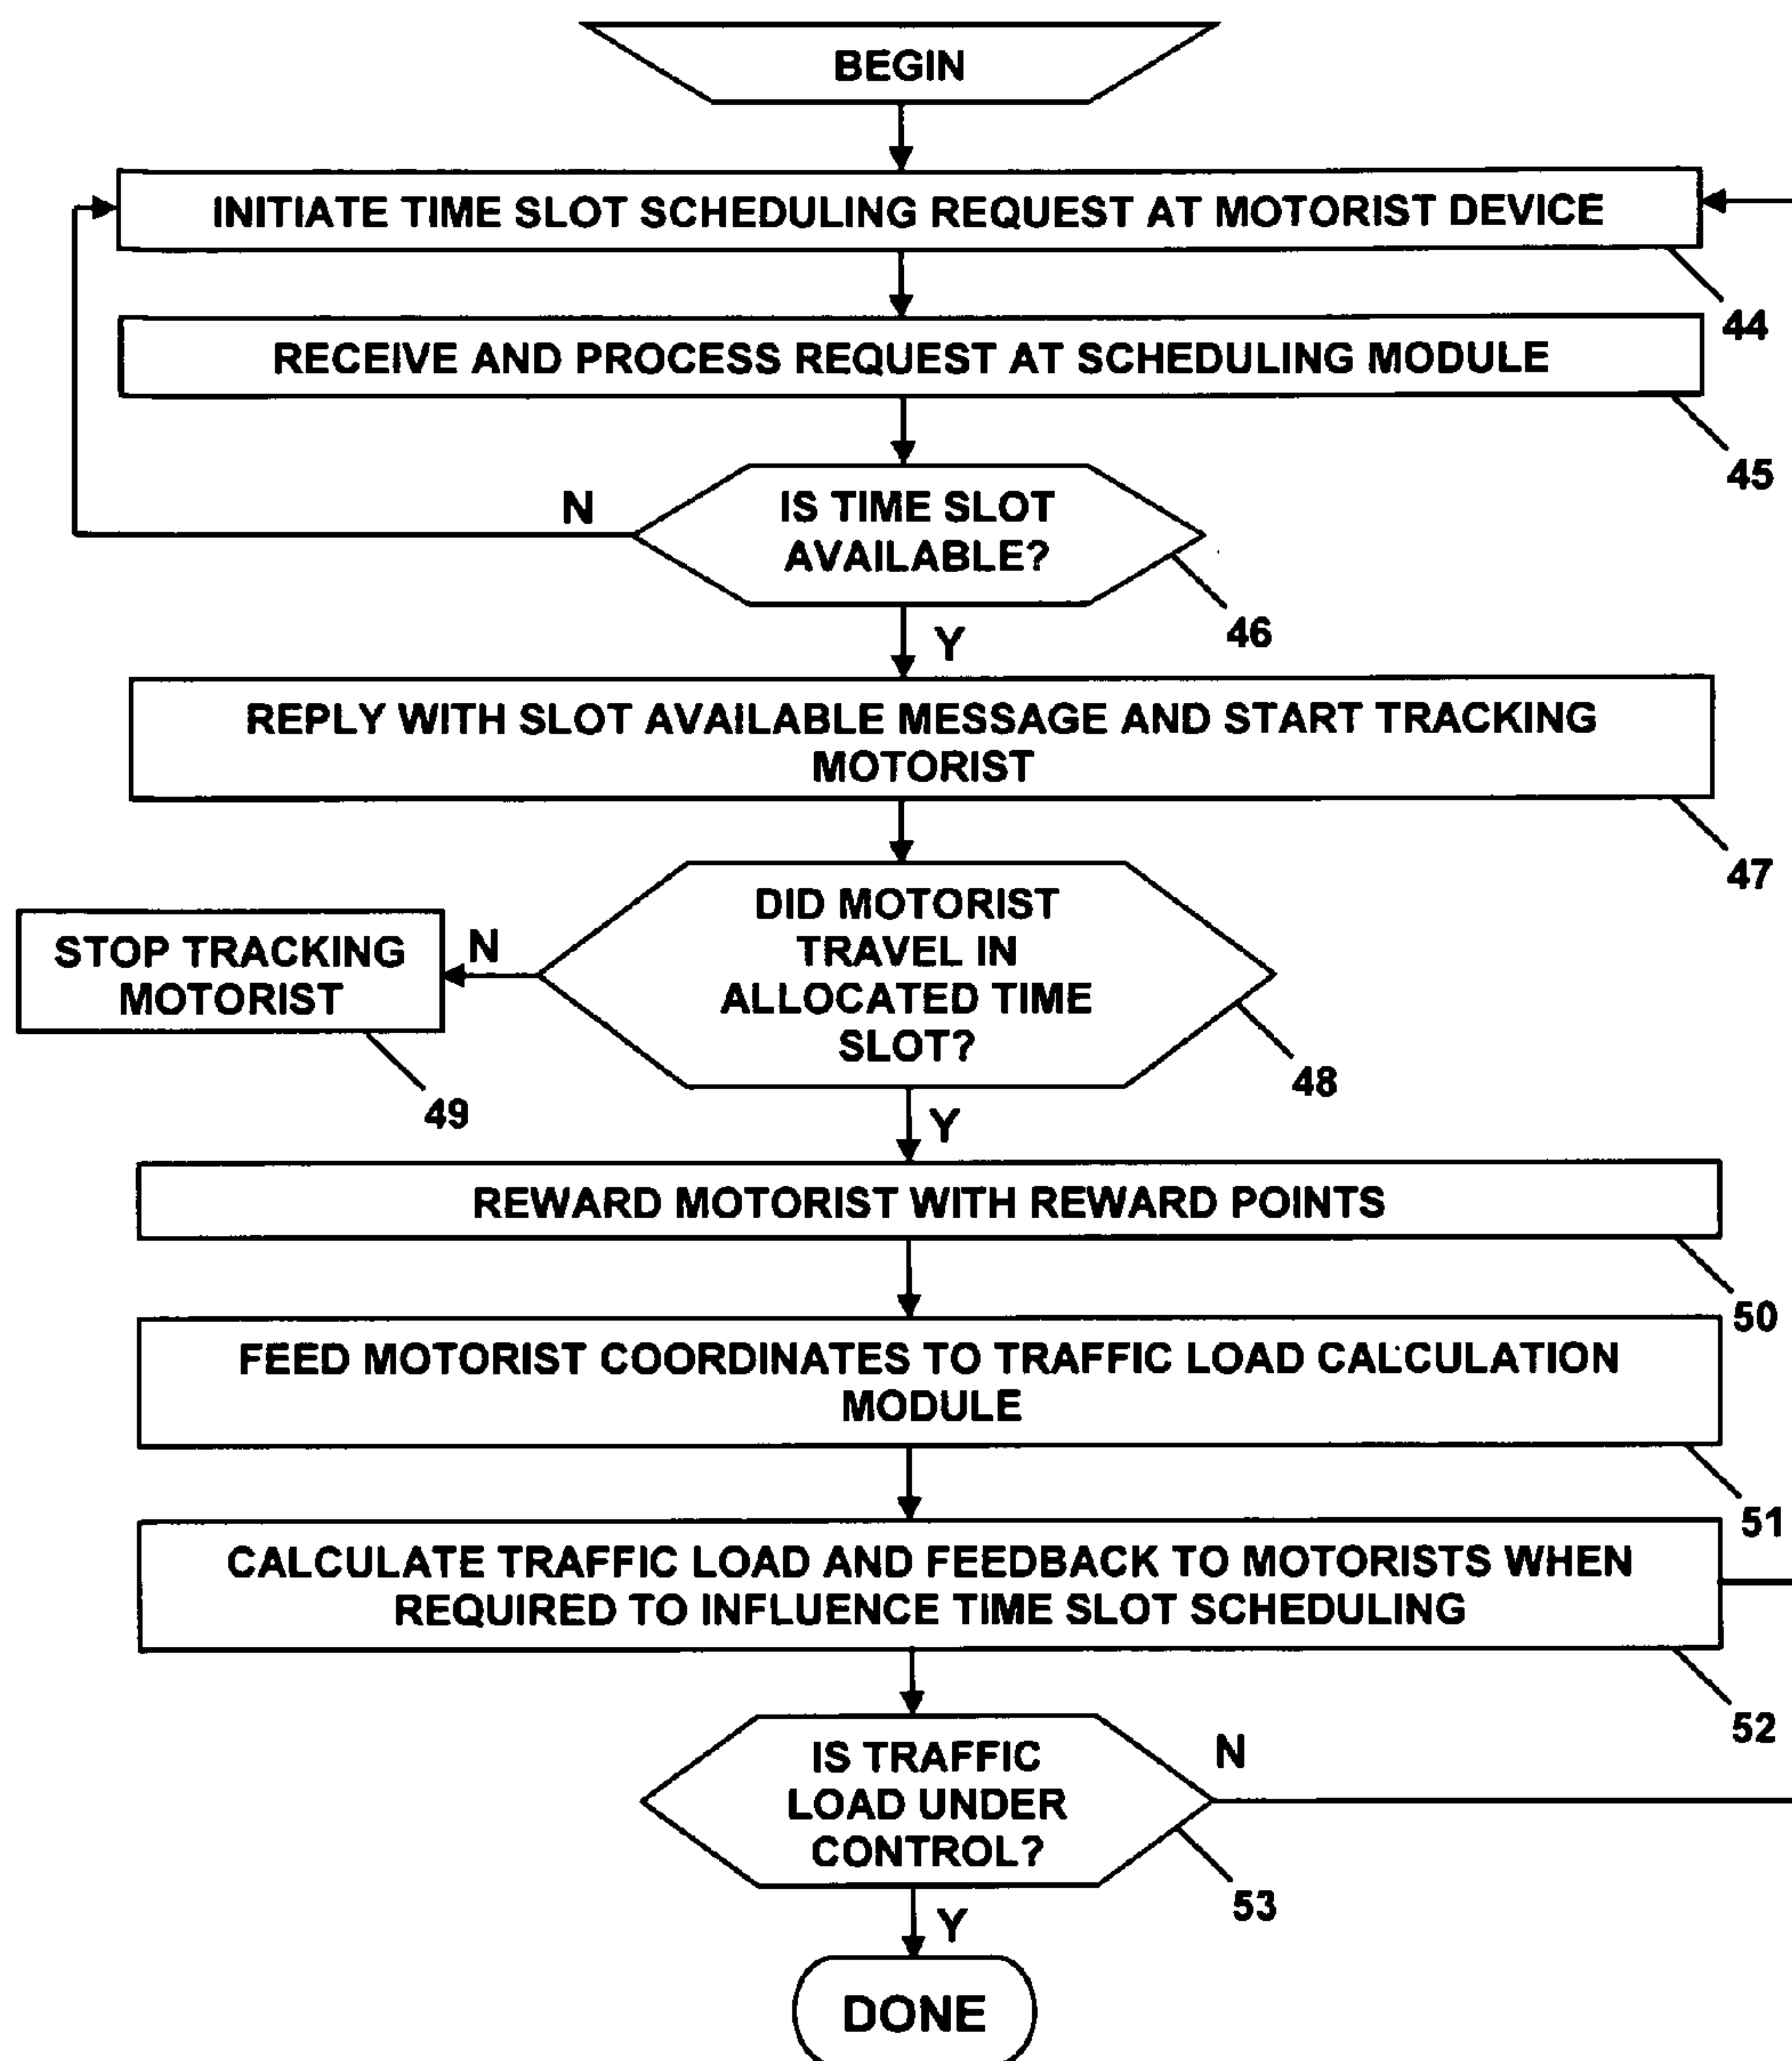 BEGIN
INITIATE TIME SLOT SCHEDULING REQUEST AT MOTORIST DEVICE
44
RECEIVE AND PROCESS REQUEST AT SCHEDULING MODULE
45
N
IS TIME SLOT
AVAILABLE?
46
Y
REPLY WITH SLOT AVAILABLE MESSAGE AND START TRACKING
MOTORIST
47
DID MOTORIST
TRAVEL IN
ALLOCATED TIME
SLOT?
48
N
STOP TRACKING
MOTORIST
49
Y
REWARD MOTORIST WITH REWARD POINTS
50
FEED MOTORIST COORDINATES TO TRAFFIC LOAD CALCULATION
MODULE
51
CALCULATE TRAFFIC LOAD AND FEEDBACK TO MOTORISTS WHEN
REQUIRED TO INFLUENCE TIME SLOT SCHEDULING
52
IS TRAFFIC
LOAD UNDER
CONTROL?
N
53
Y
DONE